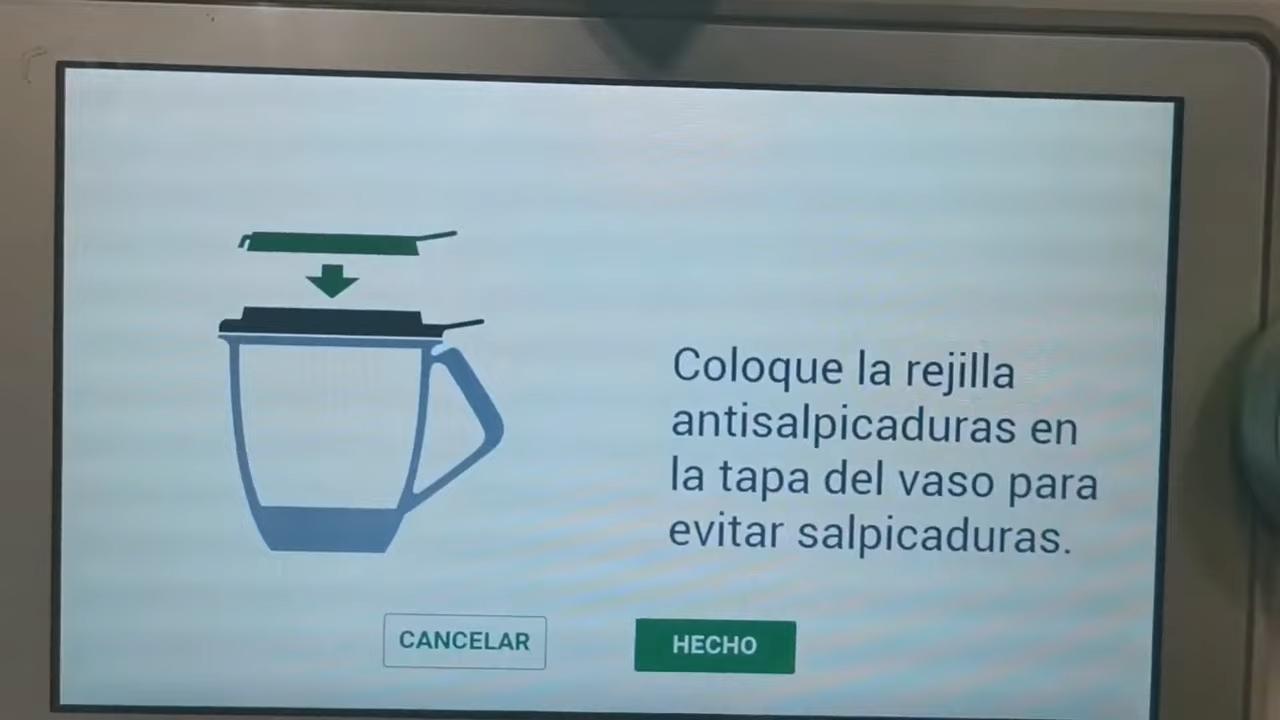 Coloque la rejilla
antisalpicaduras en
la tapa del vaso para
evitar salpicaduras.
CANCELAR
HECHO